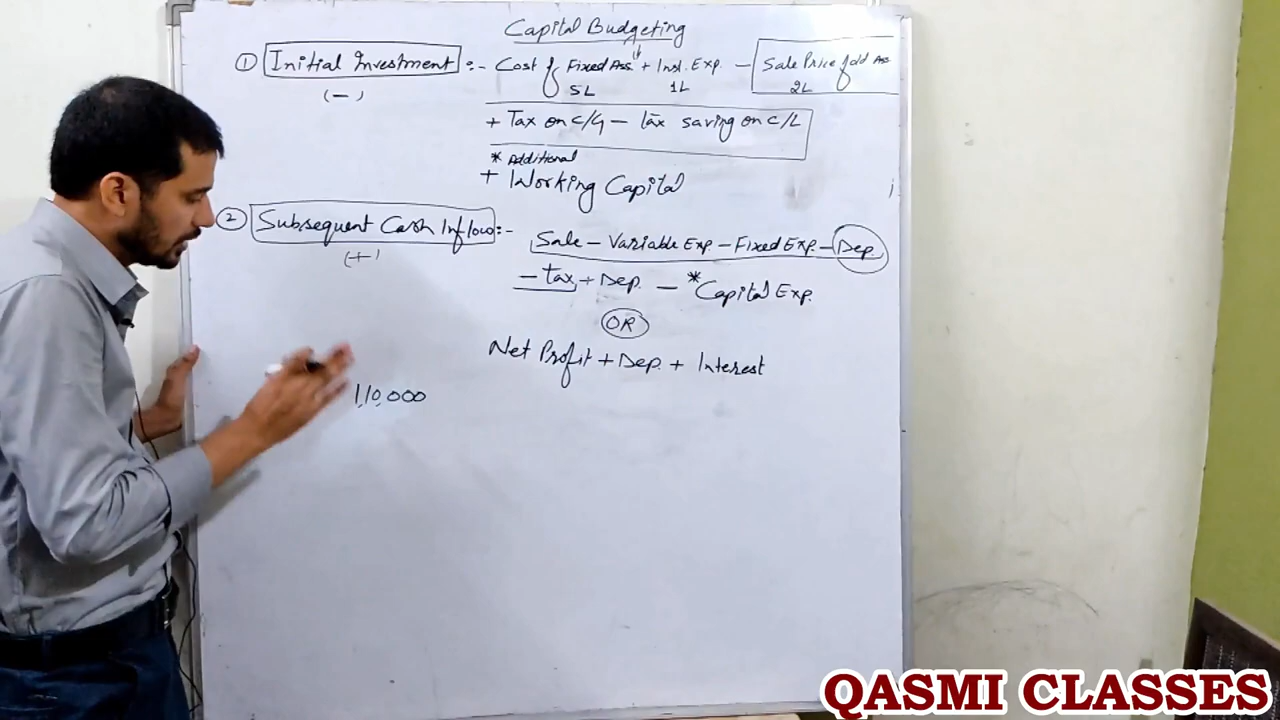 Capital Budgeting
① Initial Investment :- Cost of Fixed Ass. + Inst. Exp. - Sale Price of old Ass
(-) 5L 1L 2L
+ Tax on C/G - tax saving on C/L
* Additional
+ Working Capital
② Subsequent Cash Inflow :-
(+) Sale - Variable Exp - Fixed Exp. - Dep.
- tax + Dep. - *Capital Exp.
OR
Net Profit + Dep. + Interest
1,10,000
QASMI CLASSES